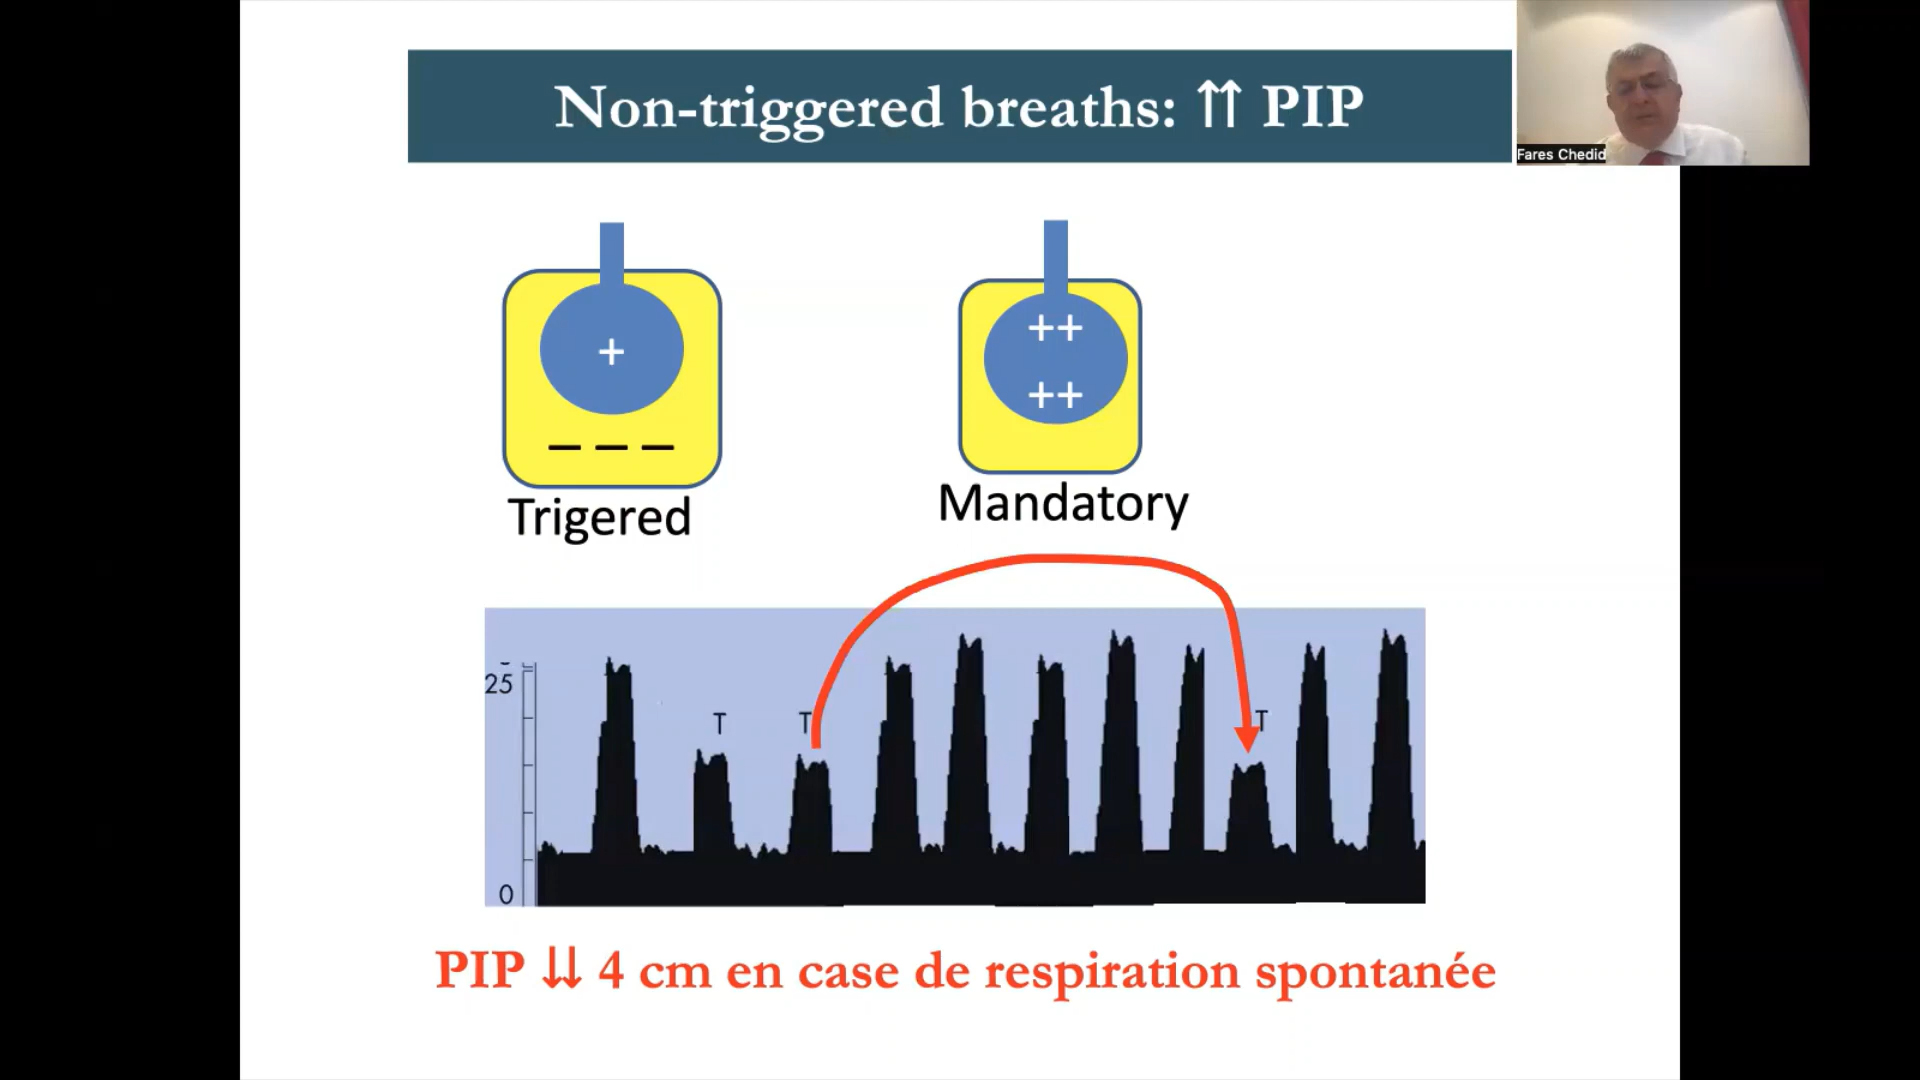 Non-triggered breaths: ⇈ PIP
Fares Chedid
+
– – –
Trigered
++
++
Mandatory
25
T
T
T
0
PIP ⇊ 4 cm en case de respiration spontanée